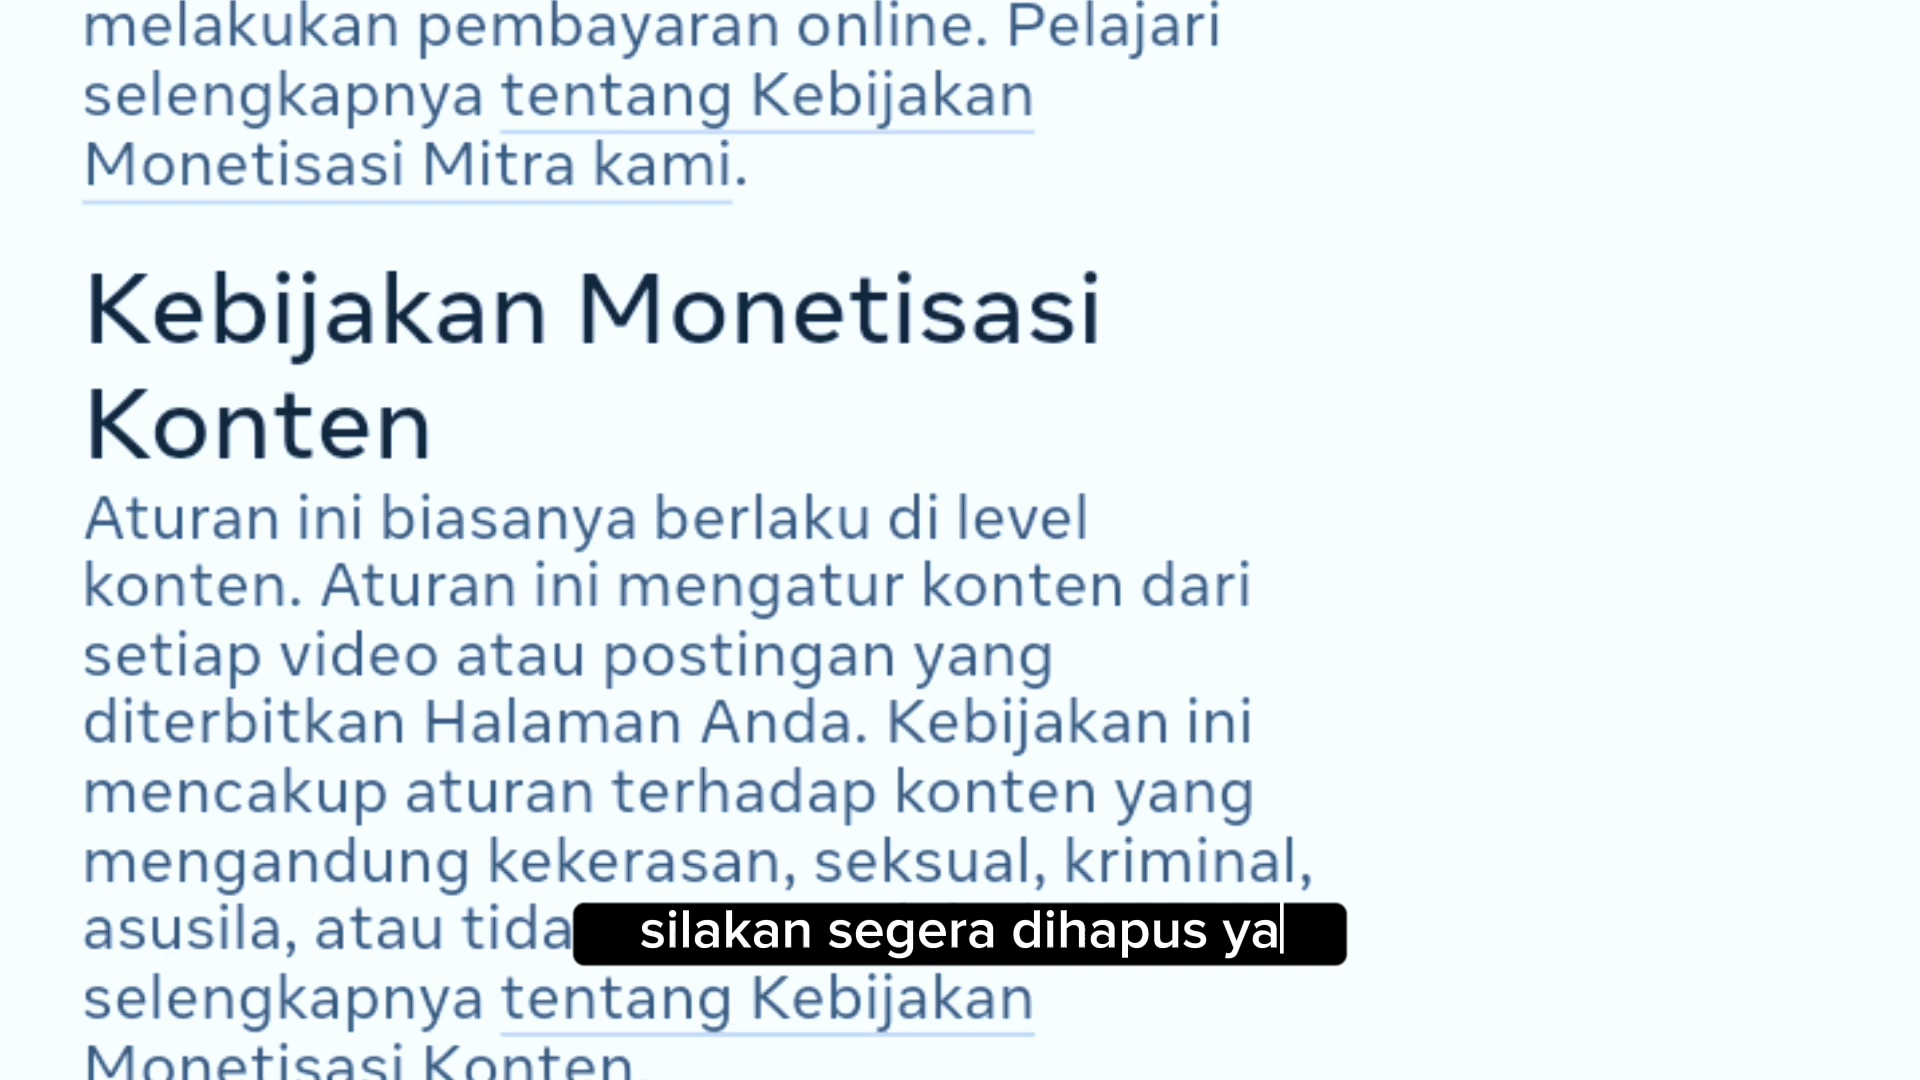 melakukan pembayaran online. Pelajari
selengkapnya tentang Kebijakan
Monetisasi Mitra kami.
Kebijakan Monetisasi
Konten
Aturan ini biasanya berlaku di level
konten. Aturan ini mengatur konten dari
setiap video atau postingan yang
diterbitkan Halaman Anda. Kebijakan ini
mencakup aturan terhadap konten yang
mengandung kekerasan, seksual, kriminal,
asusila, atau
silakan segera dihapus ya
selengkapnya tentang Kebijakan
Monetisasi Konten.